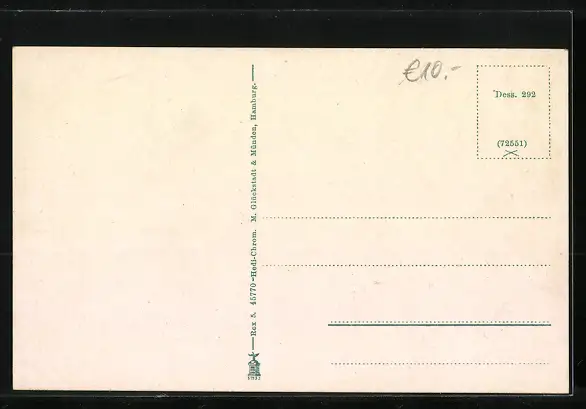 €10.-
Dess. 292
(72551)
Rex 5. 45770-Hedi-Chrom. M. Glückstadt & Münden, Hamburg.